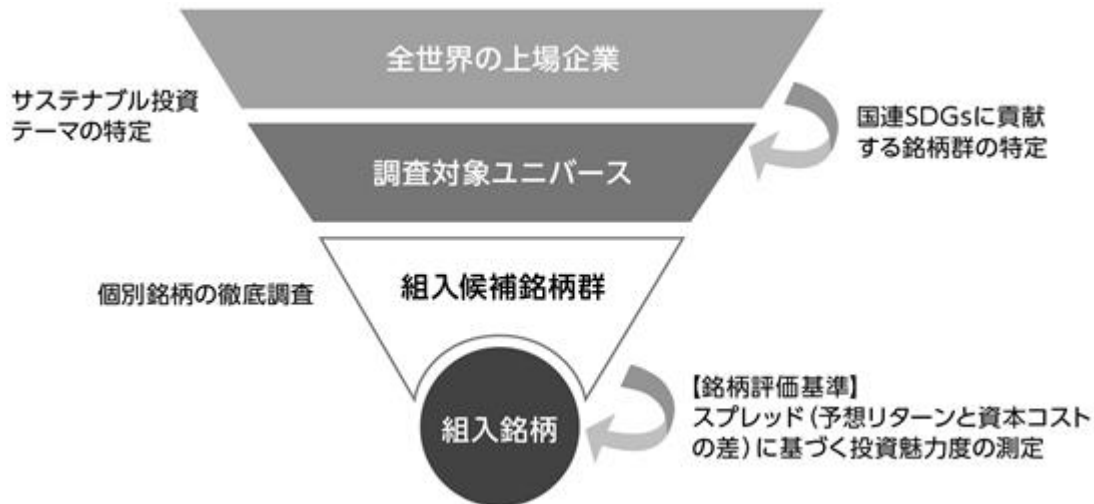 全世界の上場企業
サステナブル投資
テーマの特定
国連SDGsに貢献
する銘柄群の特定
調査対象ユニバース
個別銘柄の徹底調査
組入候補銘柄群
【銘柄評価基準】
スプレッド(予想リターンと資本コスト
の差)に基づく投資魅力度の測定
組入銘柄